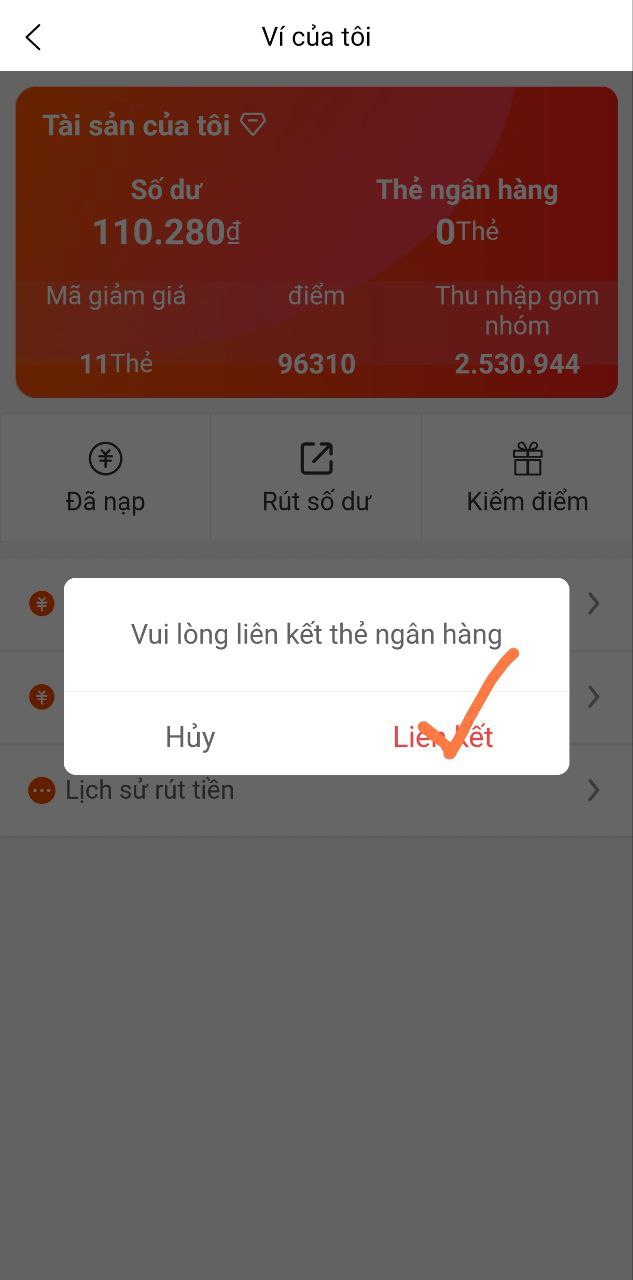 Ví của tôi
Tài sản của tôi
Số dư
Thẻ ngân hàng
110.280₫
0Thẻ
Mã giảm giá
điểm
Thu nhập gom
nhóm
11Thẻ
96310
2.530.944
Đã nạp
Rút số dư
Kiếm điểm
Vui lòng liên kết thẻ ngân hàng
Hủy
Liên kết
Lịch sử rút tiền